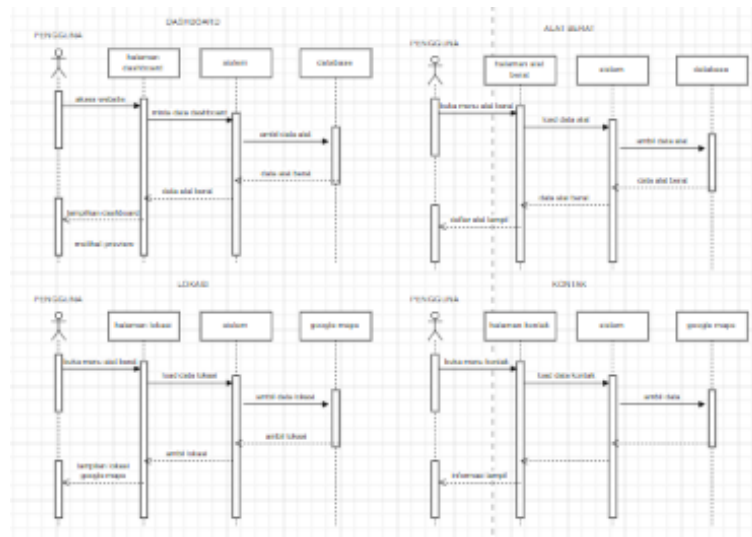 DASHBOARD
PENGGUNA
halaman
dashboard
sistem
database
akses website
minta data dashboard
ambil data alat
data alat berat
data alat berat
tampilkan dashboard
melihat preview
ALAT BERAT
PENGGUNA
halaman alat
berat
sistem
database
buka menu alat berat
load data alat
ambil data alat
data alat berat
data alat berat
daftar alat tampil
LOKASI
PENGGUNA
halaman lokasi
sistem
google maps
buka menu alat berat
load data lokasi
ambil data lokasi
ambil lokasi
ambil lokasi
tampilan lokasi
google maps
KONTAK
PENGGUNA
halaman kontak
sistem
google maps
buka menu kontak
load data kontak
ambil data
informasi tampil